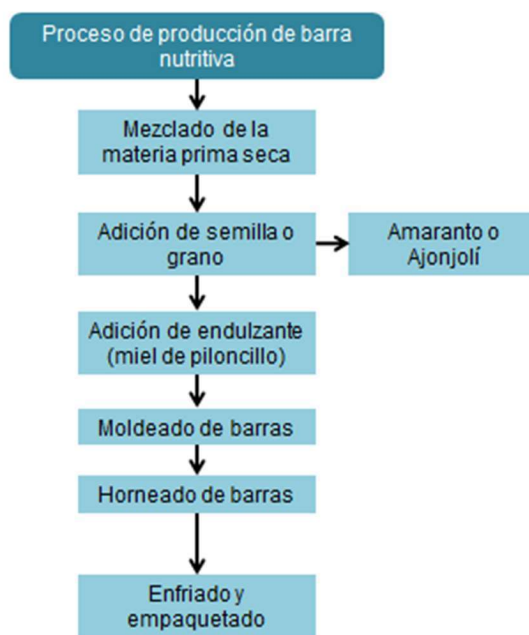 Proceso de producción de barra
nutritiva
Mezclado de la
materia prima seca
Adición de semilla o
grano
Amaranto o
Ajonjolí
Adición de endulzante
(miel de piloncillo)
Moldeado de barras
Horneado de barras
Enfriado y
empaquetado